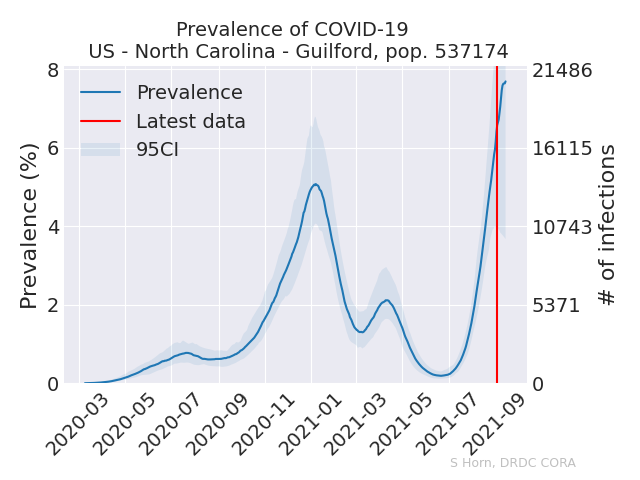 Prevalence of COVID-19
US - North Carolina - Guilford, pop. 537174
Prevalence
Latest data
95CI
Prevalence (%)
8
6
4
2
0
21486
16115
10743
5371
0
# of infections
2020-03
2020-05
2020-07
2020-09
2020-11
2021-01
2021-03
2021-05
2021-07
2021-09
S Horn, DRDC CORA